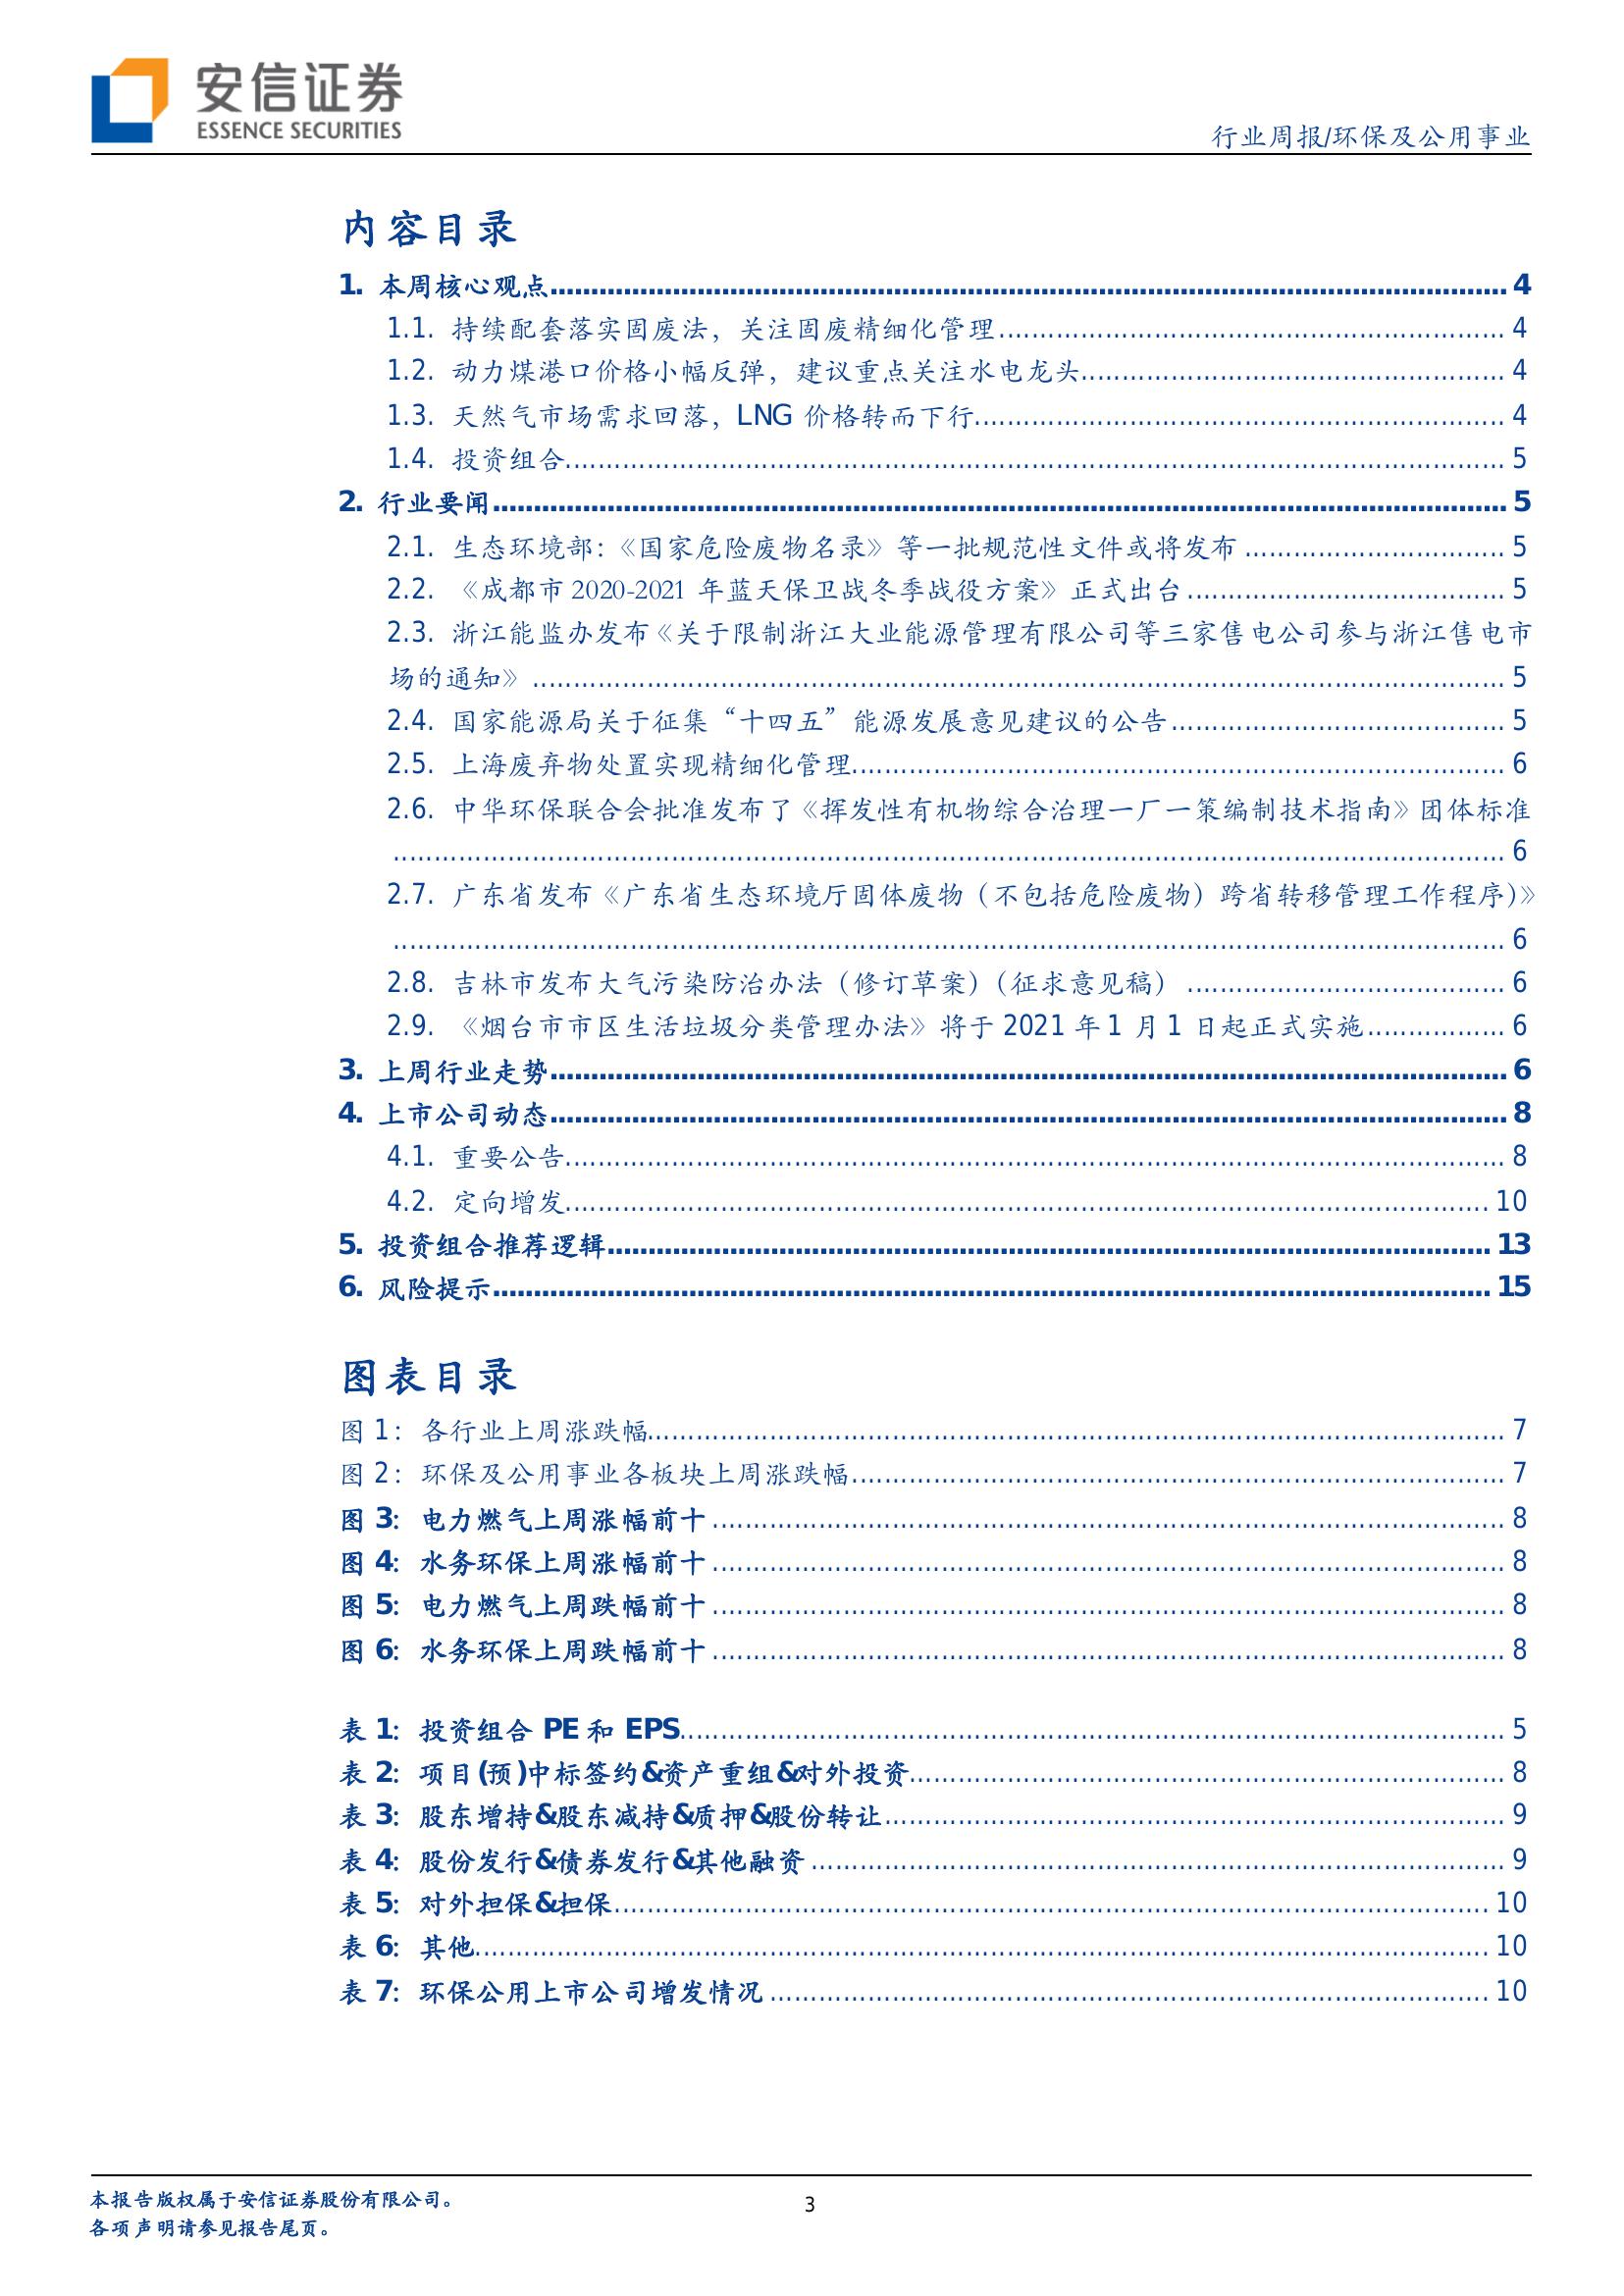 安信证券
ESSENCE SECURITIES
行业周报/环保及公用事业
内容目录
1. 本周核心观点 4
1.1. 持续配套落实固废法，关注固废精细化管理 4
1.2. 动力煤港口价格小幅反弹，建议重点关注水电龙头 4
1.3. 天然气市场需求回落，LNG 价格转而下行 4
1.4. 投资组合 5
2. 行业要闻 5
2.1. 生态环境部：《国家危险废物名录》等一批规范性文件或将发布 5
2.2. 《成都市 2020-2021 年蓝天保卫战冬季战役方案》正式出台 5
2.3. 浙江能监办发布《关于限制浙江大业能源管理有限公司等三家售电公司参与浙江售电市
场的通知》 5
2.4. 国家能源局关于征集“十四五”能源发展意见建议的公告 5
2.5. 上海废弃物处置实现精细化管理 6
2.6. 中华环保联合会批准发布了《挥发性有机物综合治理一厂一策编制技术指南》团体标准
6
2.7. 广东省发布《广东省生态环境厅固体废物（不包括危险废物）跨省转移管理工作程序)》
6
2.8. 吉林市发布大气污染防治办法（修订草案）（征求意见稿） 6
2.9. 《烟台市市区生活垃圾分类管理办法》将于 2021 年 1 月 1 日起正式实施 6
3. 上周行业走势 6
4. 上市公司动态 8
4.1. 重要公告 8
4.2. 定向增发 10
5. 投资组合推荐逻辑 13
6. 风险提示 15
图表目录
图 1：各行业上周涨跌幅 7
图 2：环保及公用事业各板块上周涨跌幅 7
图 3：电力燃气上周涨幅前十 8
图 4：水务环保上周涨幅前十 8
图 5：电力燃气上周跌幅前十 8
图 6：水务环保上周跌幅前十 8
表 1：投资组合 PE 和 EPS 5
表 2：项目(预)中标签约&资产重组&对外投资 8
表 3：股东增持&股东减持&质押&股份转让 9
表 4：股份发行&债券发行&其他融资 9
表 5：对外担保&担保 10
表 6：其他 10
表 7：环保公用上市公司增发情况 10
本报告版权属于安信证券股份有限公司。
3
各项声明请参见报告尾页。